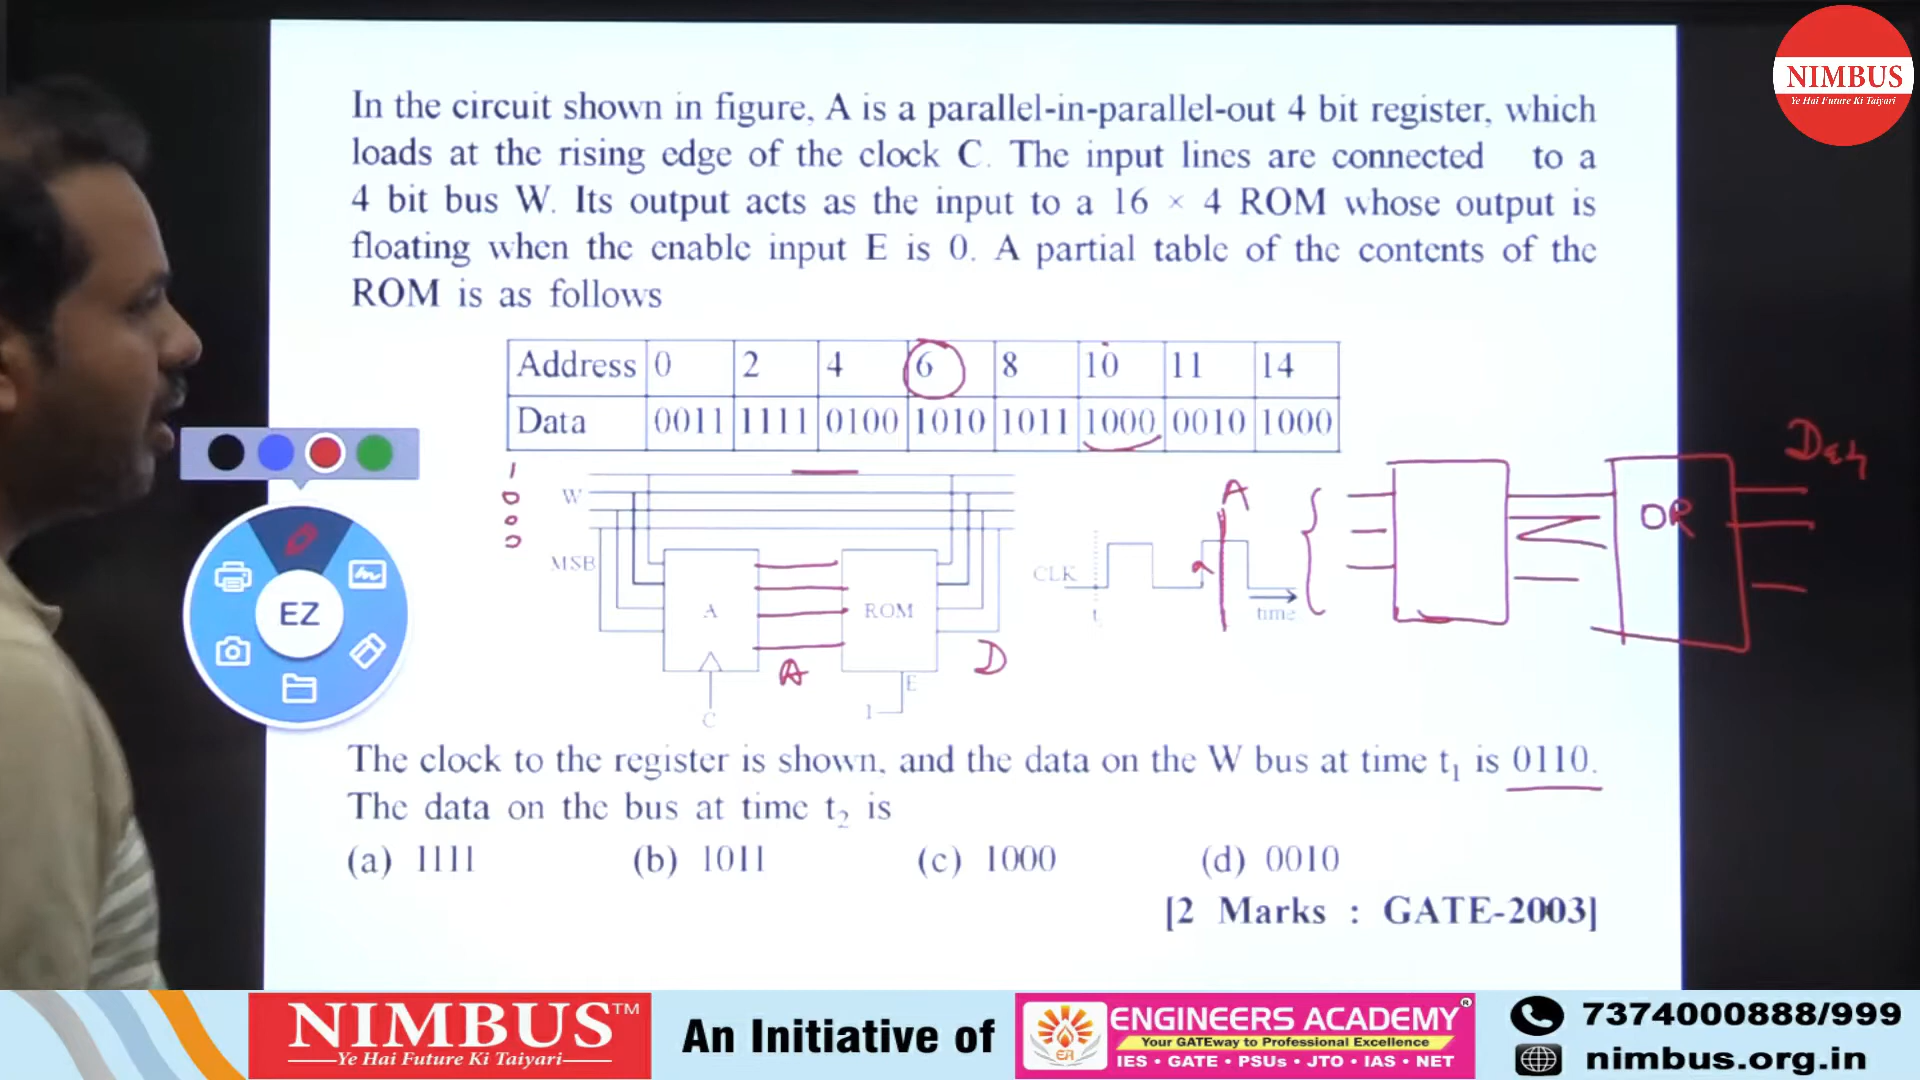 NIMBUS
Ye Hai Future Ki Taiyari
In the circuit shown in figure, A is a parallel-in-parallel-out 4 bit register, which
loads at the rising edge of the clock C. The input lines are connected to a
4 bit bus W. Its output acts as the input to a 16 × 4 ROM whose output is
floating when the enable input E is 0. A partial table of the contents of the
ROM is as follows
Address 0 2 4 6 8 10 11 14
Data 0011 1111 0100 1010 1011 1000 0010 1000
1
0
0
0
W
MSB
A
ROM
C
1
E
A
D
CLK
t
A
time
OR
EZ
The clock to the register is shown, and the data on the W bus at time t₁ is 0110.
The data on the bus at time t₂ is
(a) 1111 (b) 1011 (c) 1000 (d) 0010
[2 Marks : GATE-2003]
NIMBUS™
Ye Hai Future Ki Taiyari
An Initiative of
EA
ENGINEERS ACADEMY®
Your GATEway to Professional Excellence
IES • GATE • PSUs • JTO • IAS • NET
7374000888/999
nimbus.org.in